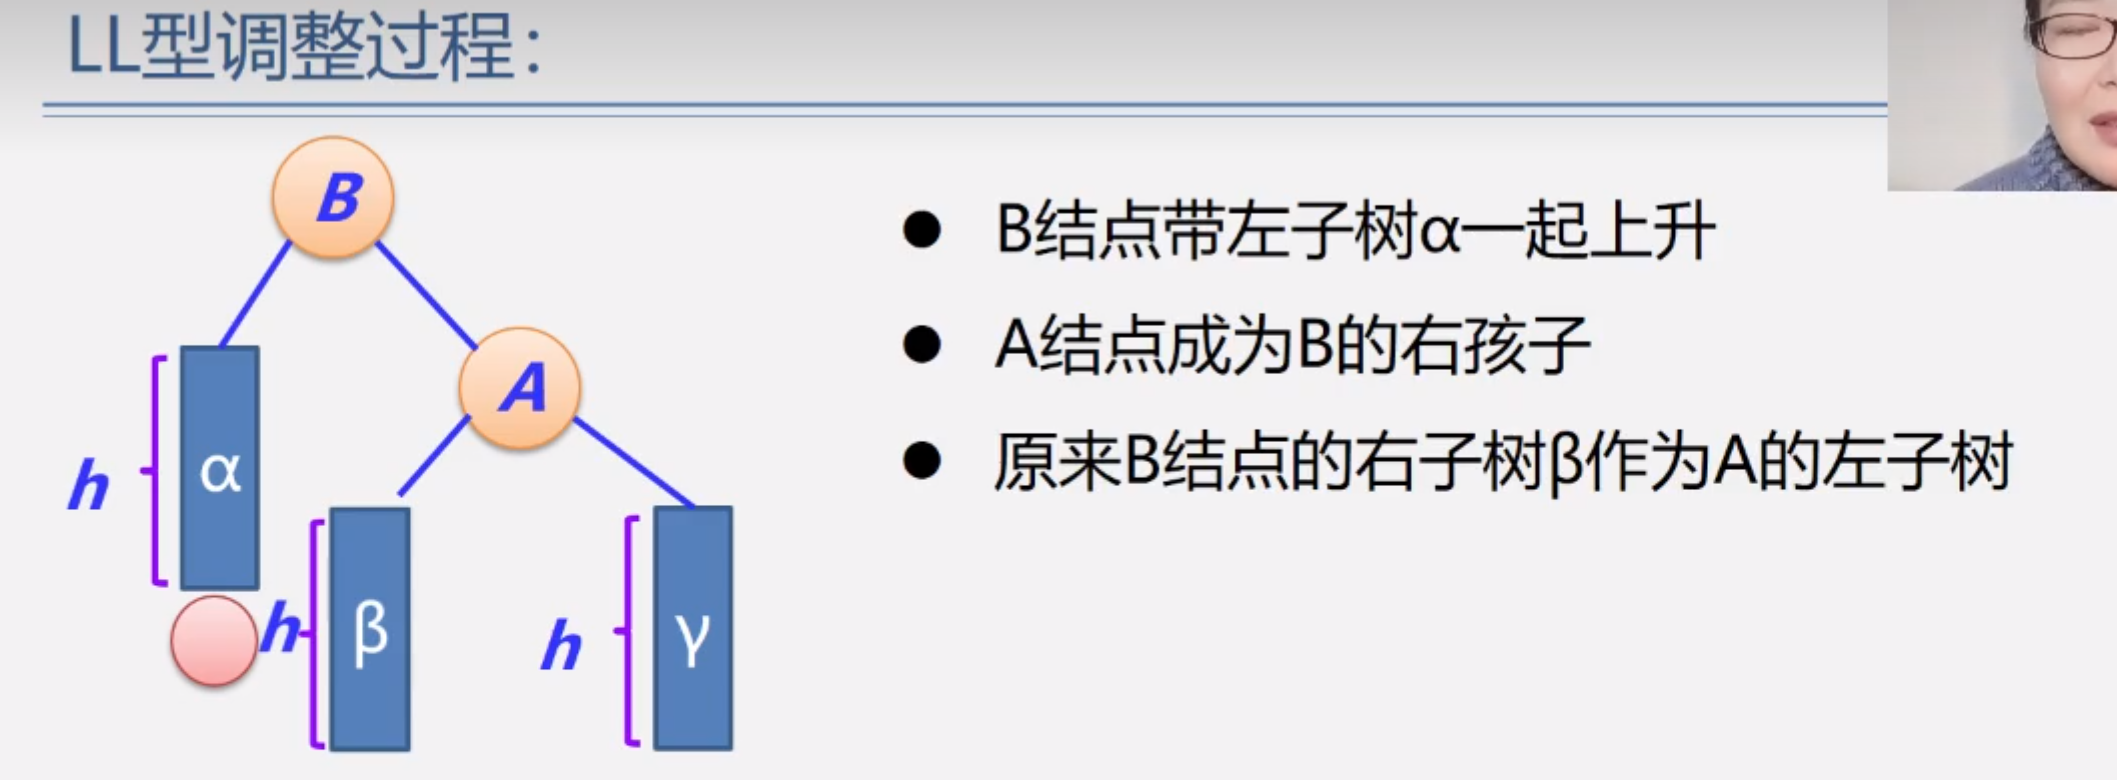 LL型调整过程：
B
A
α
β
γ
h
h
h
● B结点带左子树α一起上升
● A结点成为B的右孩子
● 原来B结点的右子树β作为A的左子树